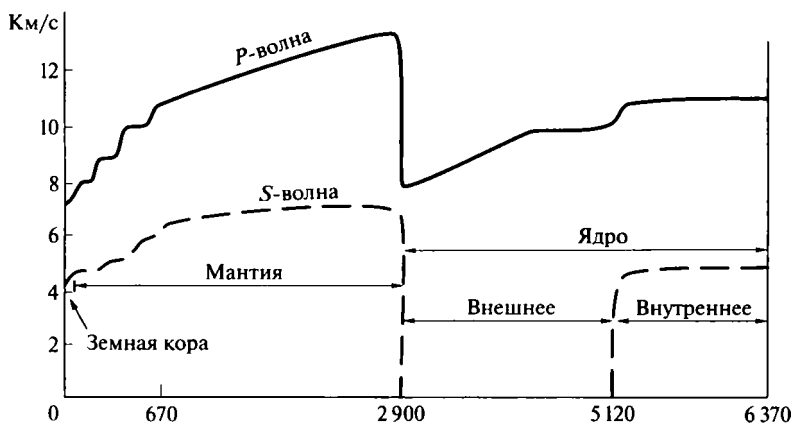 Км/с
P-волна
12
10
8
S-волна
6
Ядро
Мантия
4
Внешнее Внутреннее
Земная кора
2
0 670 2 900 5 120 6 370